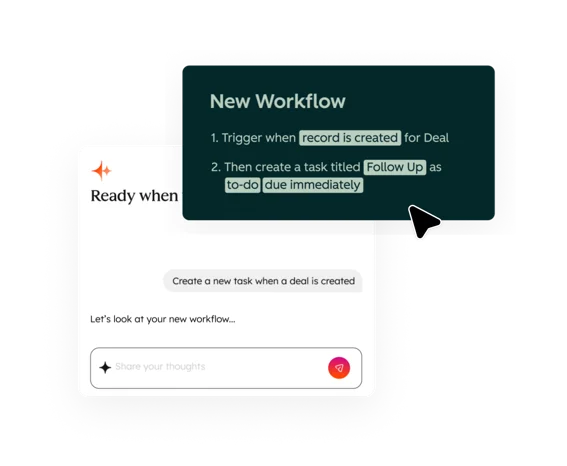 New Workflow
1. Trigger when record is created for Deal
2. Then create a task titled Follow Up as
to-do due immediately
Ready when
Create a new task when a deal is created
Let's look at your new workflow...
Share your thoughts